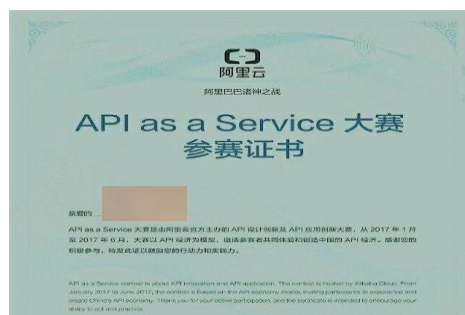 阿里云
阿里巴巴诸神之战
API as a Service 大赛
参赛证书
亲爱的
API as a Service 大赛是由阿里云官方主办的 API 设计创新及 API 应用创新大赛，从 2017 年 1 月
至 2017 年 6 月，大赛以 API 经济为模型，邀请参赛者共同体验和创造中国的 API 经济。感谢您的
积极参与，特发此证以鼓励您的行动力和实践力。
API as a Service contest is about API innovation and API application. The contest is hosted by Alibaba Cloud. From
January 2017 to June 2017, the contest is based on the API economy model, inviting participants to experience and
create China's API economy. Thank you for your active participation, and the certificate is intended to encourage your
ability to act and practice.